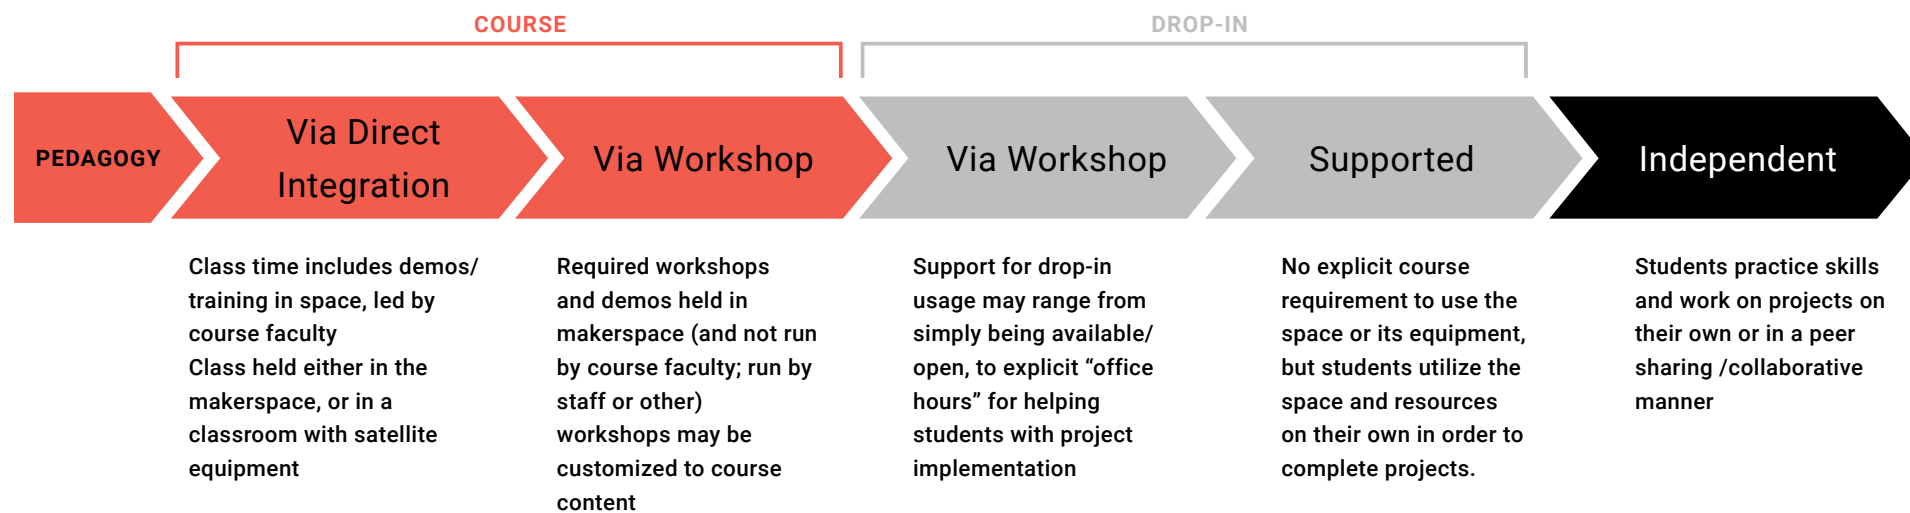 COURSE
DROP-IN
PEDAGOGY
Via Direct
Integration
Via Workshop
Via Workshop
Supported
Independent
Class time includes demos/
training in space, led by
course faculty
Class held either in the
makerspace, or in a
classroom with satellite
equipment
Required workshops
and demos held in
makerspace (and not run
by course faculty; run by
staff or other)
workshops may be
customized to course
content
Support for drop-in
usage may range from
simply being available/
open, to explicit “office
hours” for helping
students with project
implementation
No explicit course
requirement to use the
space or its equipment,
but students utilize the
space and resources
on their own in order to
complete projects.
Students practice skills
and work on projects on
their own or in a peer
sharing /collaborative
manner